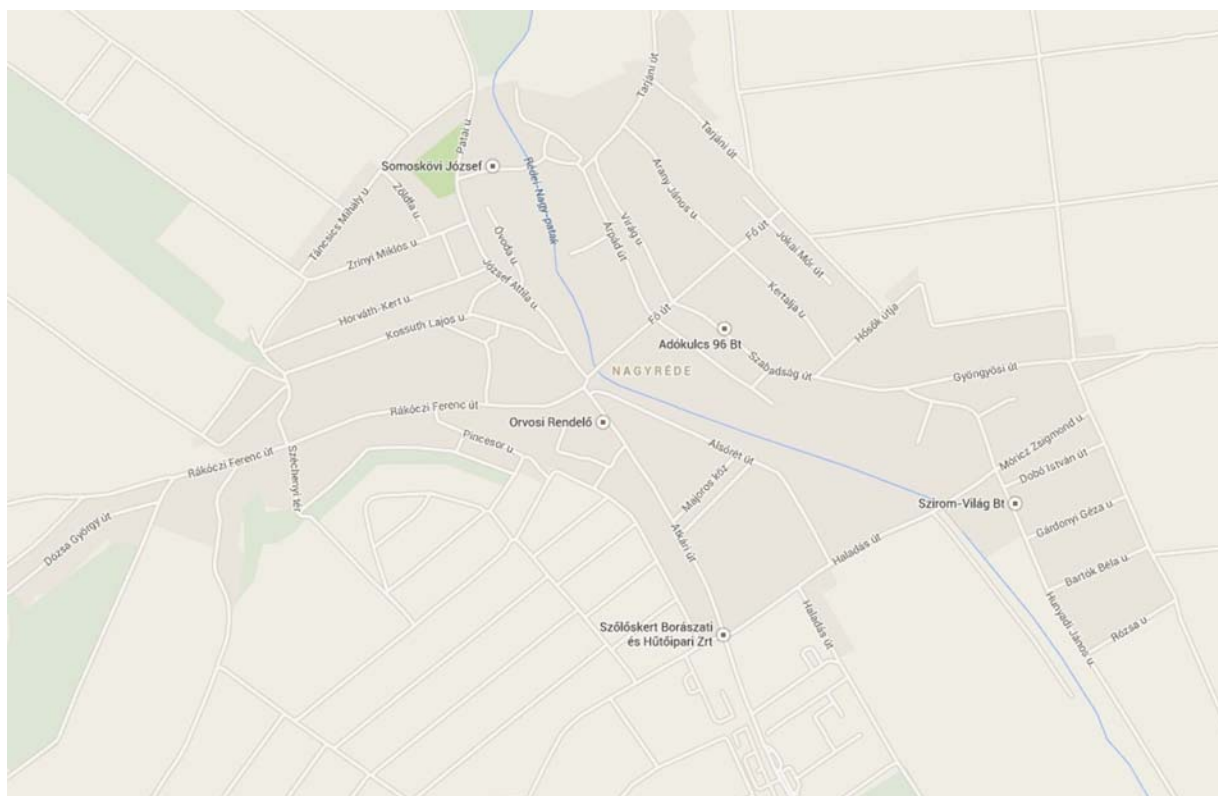 Tarjáni út
Patai u.
Tarjáni út
Somoskövi József
Rédei-Nagy-patak
Arany János u.
Táncsics Mihály u.
Zöldfa u.
Virág u.
Árpád út
Fő út
Jókai Mór út
Zrínyi Miklós u.
Óvoda u.
József Attila u.
Kertalja u.
Horváth-Kert u.
Kossuth Lajos u.
Fő út
Hősök útja
Adókulcs 96 Bt
Szabadság út
NAGYRÉDE
Gyöngyösi út
Rákóczi Ferenc út
Orvosi Rendelő
Pincesor u.
Alsórét út
Móricz Zsigmond u.
Rákóczi Ferenc út
Széchenyi tér
Majoros köz
Dobó István út
Szirom-Világ Bt
Gárdonyi Géza u.
Dozsa György út
Atkári út
Haladás út
Bartók Béla u.
Haladás út
Hunyadi János u.
Szőlőskert Borászati
és Hűtőipari Zrt
Rózsa u.